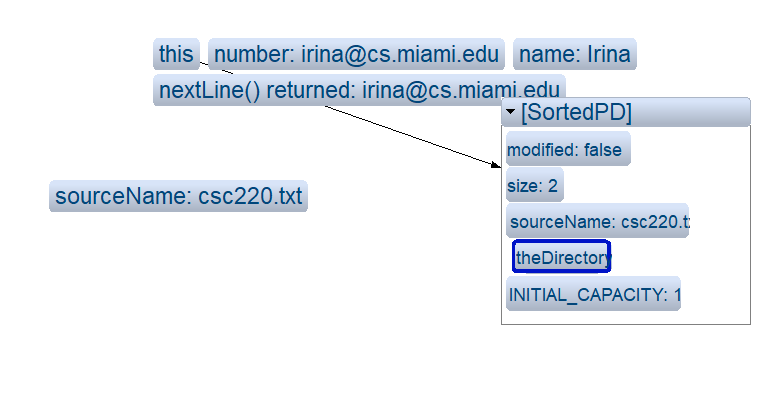 this number: irina@cs.miami.edu name: Irina
nextLine() returned: irina@cs.miami.edu
[SortedPD]
modified: false
size: 2
sourceName: csc220.txt
sourceName: csc220.t
theDirectory
INITIAL_CAPACITY: 1